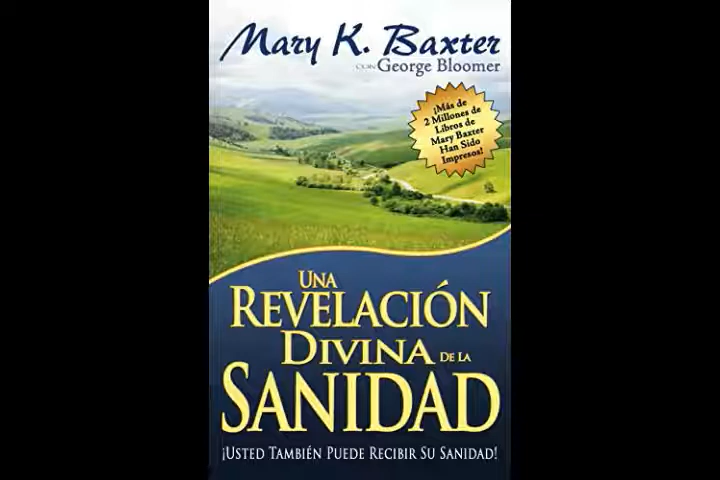 Mary K. Baxter
CON George Bloomer
¡Más de
2 Millones de
Libros de
Mary Baxter
Han Sido
Impresos!
UNA
REVELACIÓN
DIVINA DE LA
SANIDAD
¡USTED TAMBIÉN PUEDE RECIBIR SU SANIDAD!